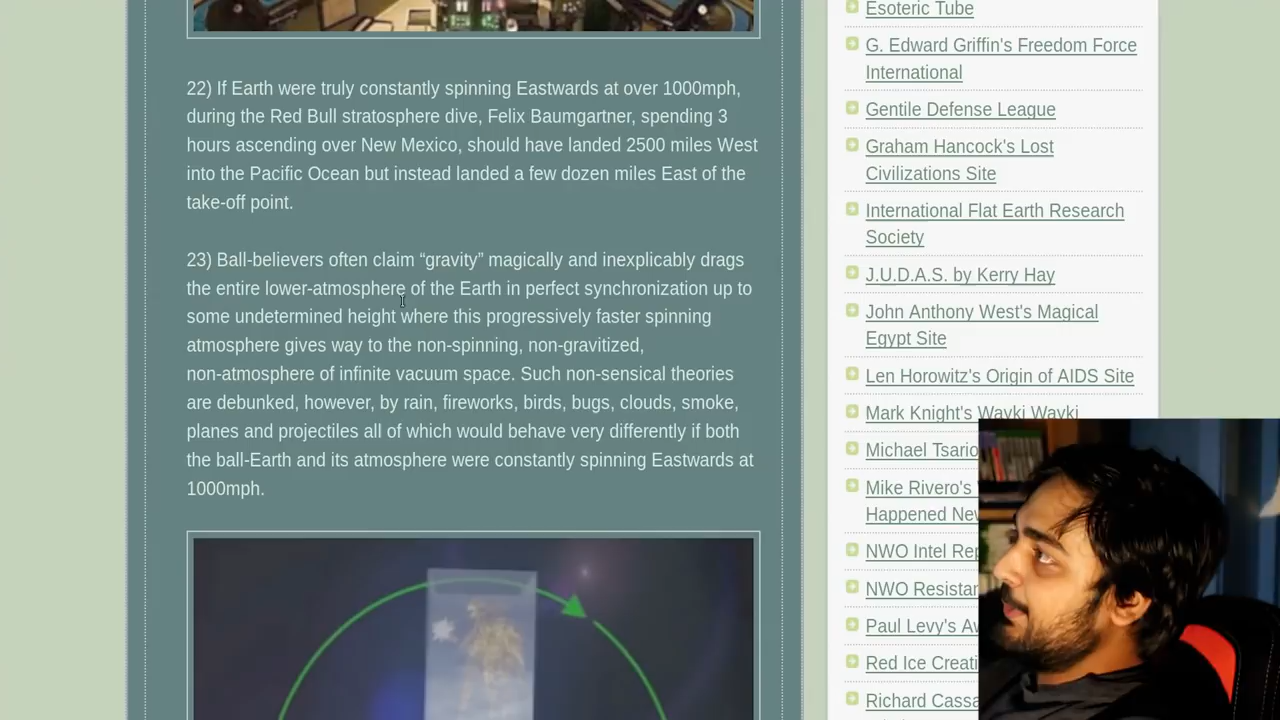 22) If Earth were truly constantly spinning Eastwards at over 1000mph,
during the Red Bull stratosphere dive, Felix Baumgartner, spending 3
hours ascending over New Mexico, should have landed 2500 miles West
into the Pacific Ocean but instead landed a few dozen miles East of the
take-off point.
23) Ball-believers often claim “gravity” magically and inexplicably drags
the entire lower-atmosphere of the Earth in perfect synchronization up to
some undetermined height where this progressively faster spinning
atmosphere gives way to the non-spinning, non-gravitized,
non-atmosphere of infinite vacuum space. Such non-sensical theories
are debunked, however, by rain, fireworks, birds, bugs, clouds, smoke,
planes and projectiles all of which would behave very differently if both
the ball-Earth and its atmosphere were constantly spinning Eastwards at
1000mph.
Esoteric Tube
G. Edward Griffin's Freedom Force
International
Gentile Defense League
Graham Hancock's Lost
Civilizations Site
International Flat Earth Research
Society
J.U.D.A.S. by Kerry Hay
John Anthony West's Magical
Egypt Site
Len Horowitz's Origin of AIDS Site
Mark Knight's Wayki Wayki
Michael Tsario
Mike Rivero's
Happened New
NWO Intel Rep
NWO Resistan
Paul Levy's Aw
Red Ice Creati
Richard Cassa